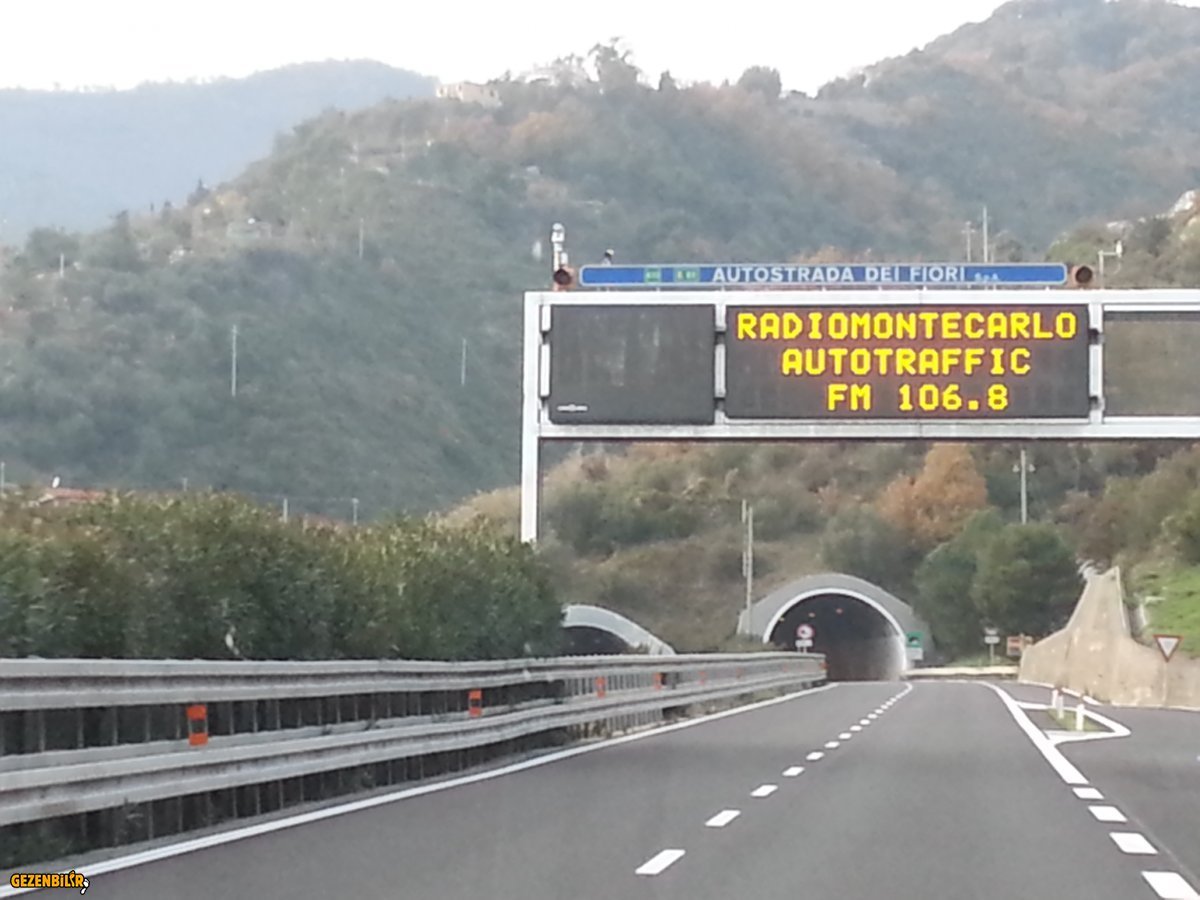 AUTOSTRADA DEI FIORI S.p.A.
RADIOMONTECARLO
AUTOTRAFFIC
FM 106.8
GEZENBİLİR